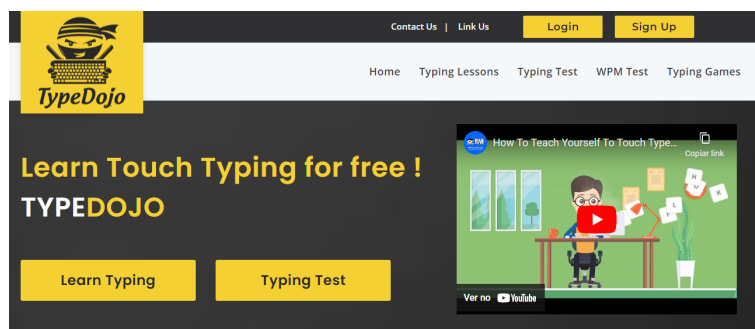 Contact Us | Link Us Login Sign Up
TypeDojo
Home Typing Lessons Typing Test WPM Test Typing Games
How To Teach Yourself To Touch Type...
Copiar link
Learn Touch Typing for free !
TYPEDOJO
H
K
L
Learn Typing Typing Test
Ver no YouTube